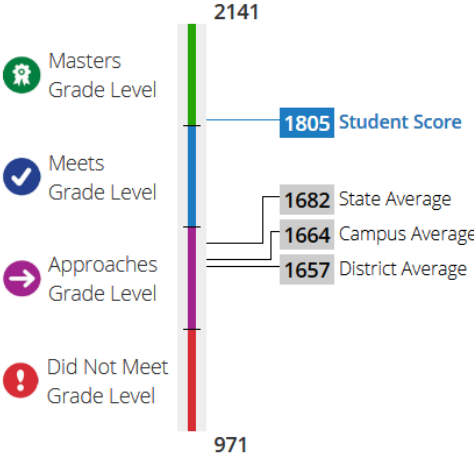 2141
Masters
Grade Level
1805 Student Score
Meets
Grade Level
1682 State Average
1664 Campus Average
Approaches
Grade Level
1657 District Average
Did Not Meet
Grade Level
971